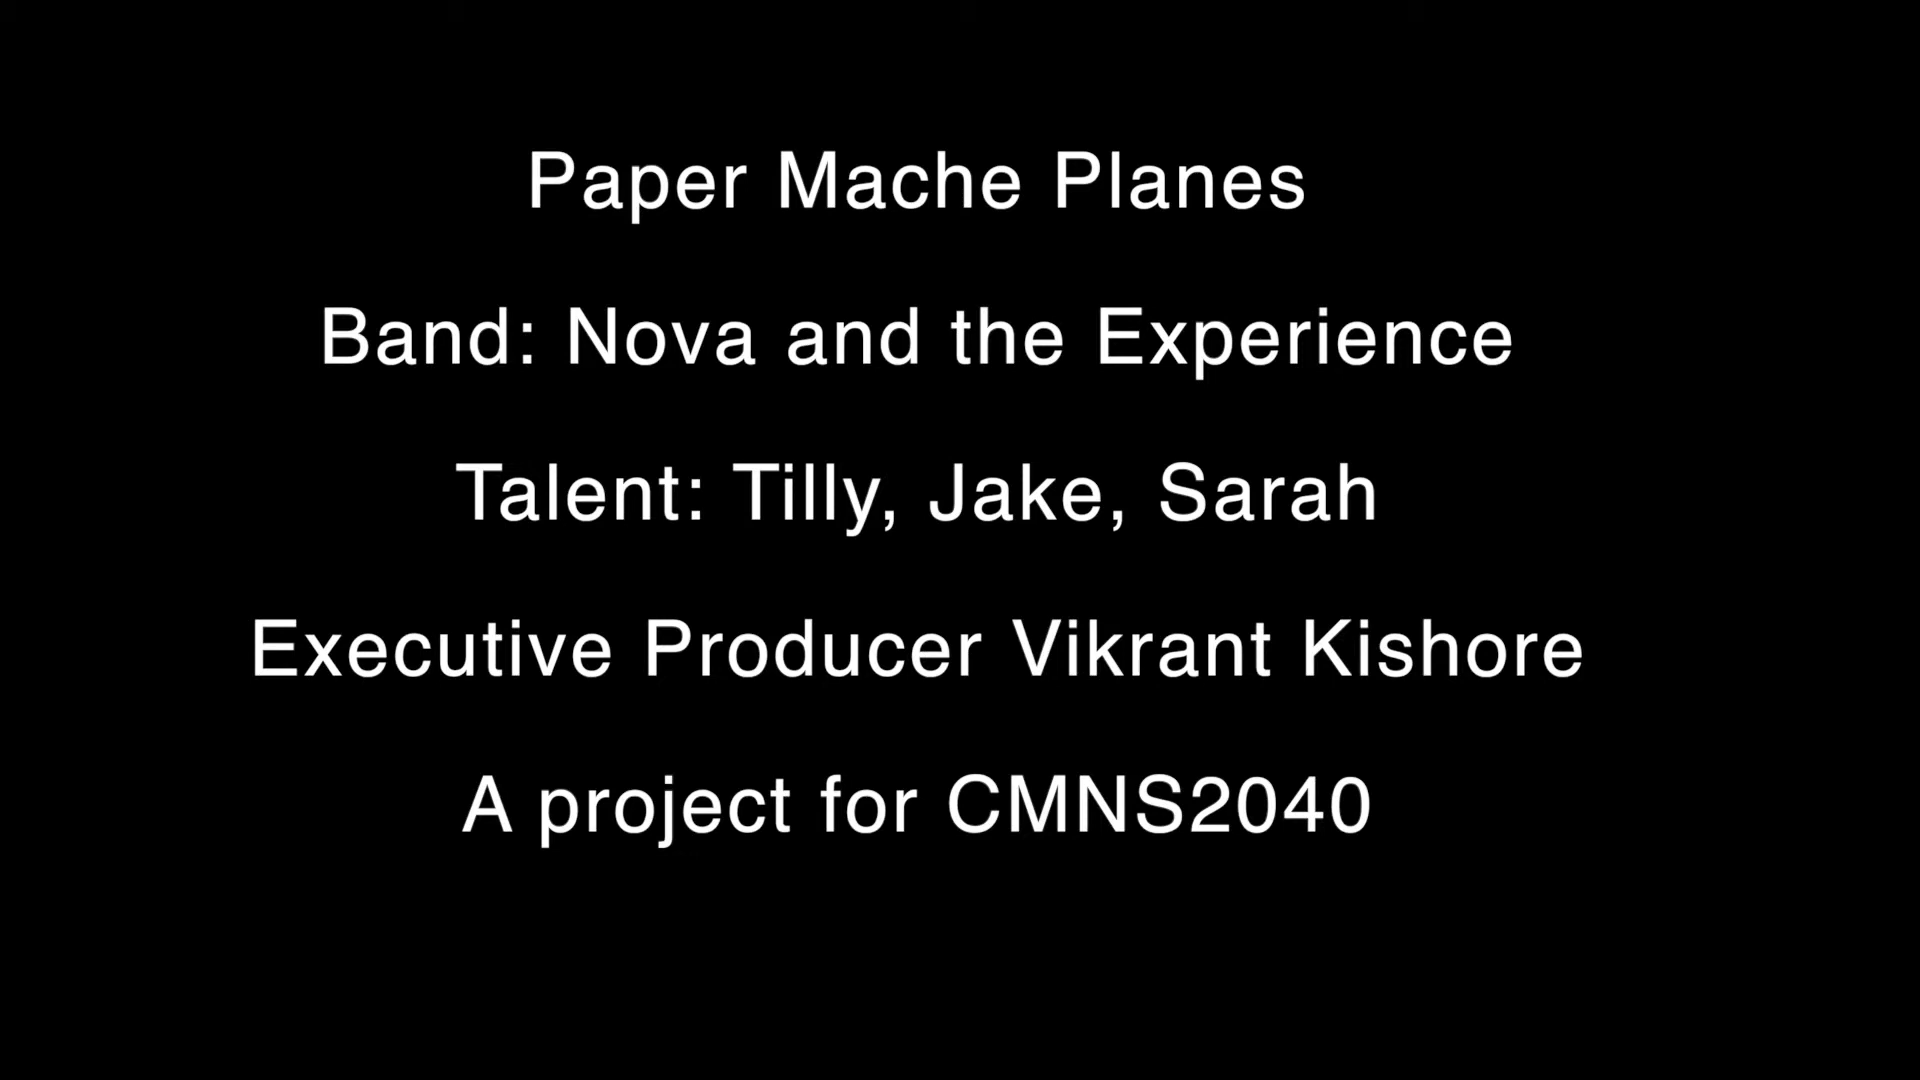 Paper Mache Planes
Band: Nova and the Experience
Talent: Tilly, Jake, Sarah
Executive Producer Vikrant Kishore
A project for CMNS2040